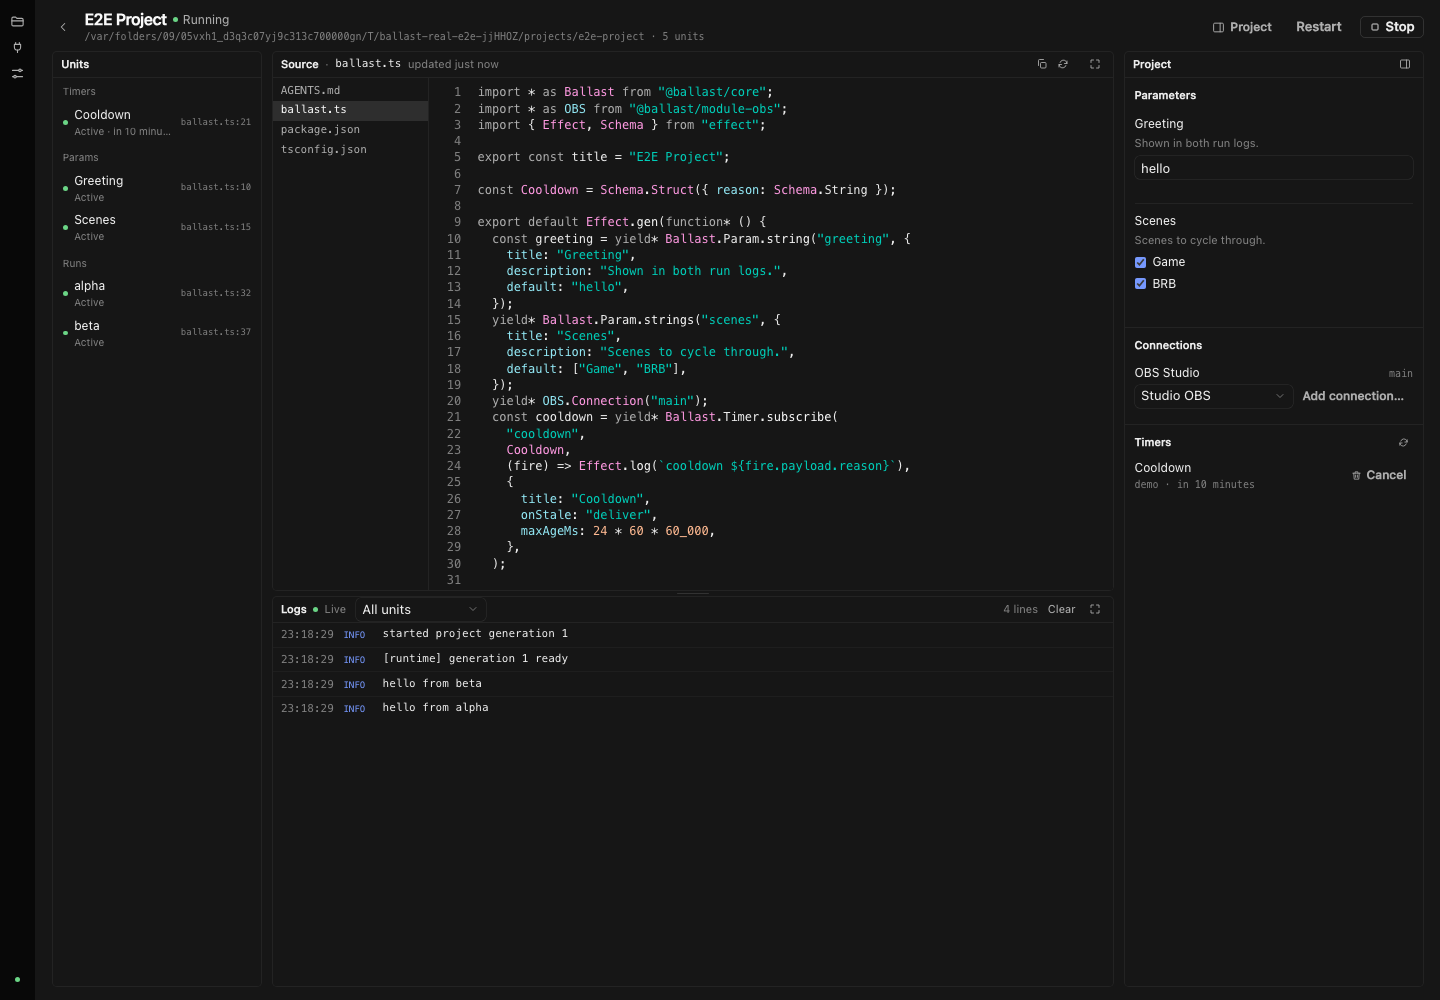 E2E Project Running
/var/folders/09/05vxh1_d3q3c07yj9c313c700000gn/T/ballast-real-e2e-jjHHOZ/projects/e2e-project · 5 units
Project Restart Stop
Units
Timers
Cooldown
Active · in 10 minu... ballast.ts:21
Params
Greeting
Active ballast.ts:10
Scenes
Active ballast.ts:15
Runs
alpha
Active ballast.ts:32
beta
Active ballast.ts:37
Source · ballast.ts updated just now
AGENTS.md
ballast.ts
package.json
tsconfig.json
1 import * as Ballast from "@ballast/core";
2 import * as OBS from "@ballast/module-obs";
3 import { Effect, Schema } from "effect";
4
5 export const title = "E2E Project";
6
7 const Cooldown = Schema.Struct({ reason: Schema.String });
8
9 export default Effect.gen(function* () {
10   const greeting = yield* Ballast.Param.string("greeting", {
11     title: "Greeting",
12     description: "Shown in both run logs.",
13     default: "hello",
14   });
15   yield* Ballast.Param.strings("scenes", {
16     title: "Scenes",
17     description: "Scenes to cycle through.",
18     default: ["Game", "BRB"],
19   });
20   yield* OBS.Connection("main");
21   const cooldown = yield* Ballast.Timer.subscribe(
22     "cooldown",
23     Cooldown,
24     (fire) => Effect.log(`cooldown ${fire.payload.reason}`),
25     {
26       title: "Cooldown",
27       onStale: "deliver",
28       maxAgeMs: 24 * 60 * 60_000,
29     },
30   );
31
Logs Live All units 4 lines Clear
23:18:29 INFO started project generation 1
23:18:29 INFO [runtime] generation 1 ready
23:18:29 INFO hello from beta
23:18:29 INFO hello from alpha
Project
Parameters
Greeting
Shown in both run logs.
hello
Scenes
Scenes to cycle through.
Game
BRB
Connections
OBS Studio main
Studio OBS Add connection...
Timers
Cooldown
demo · in 10 minutes Cancel